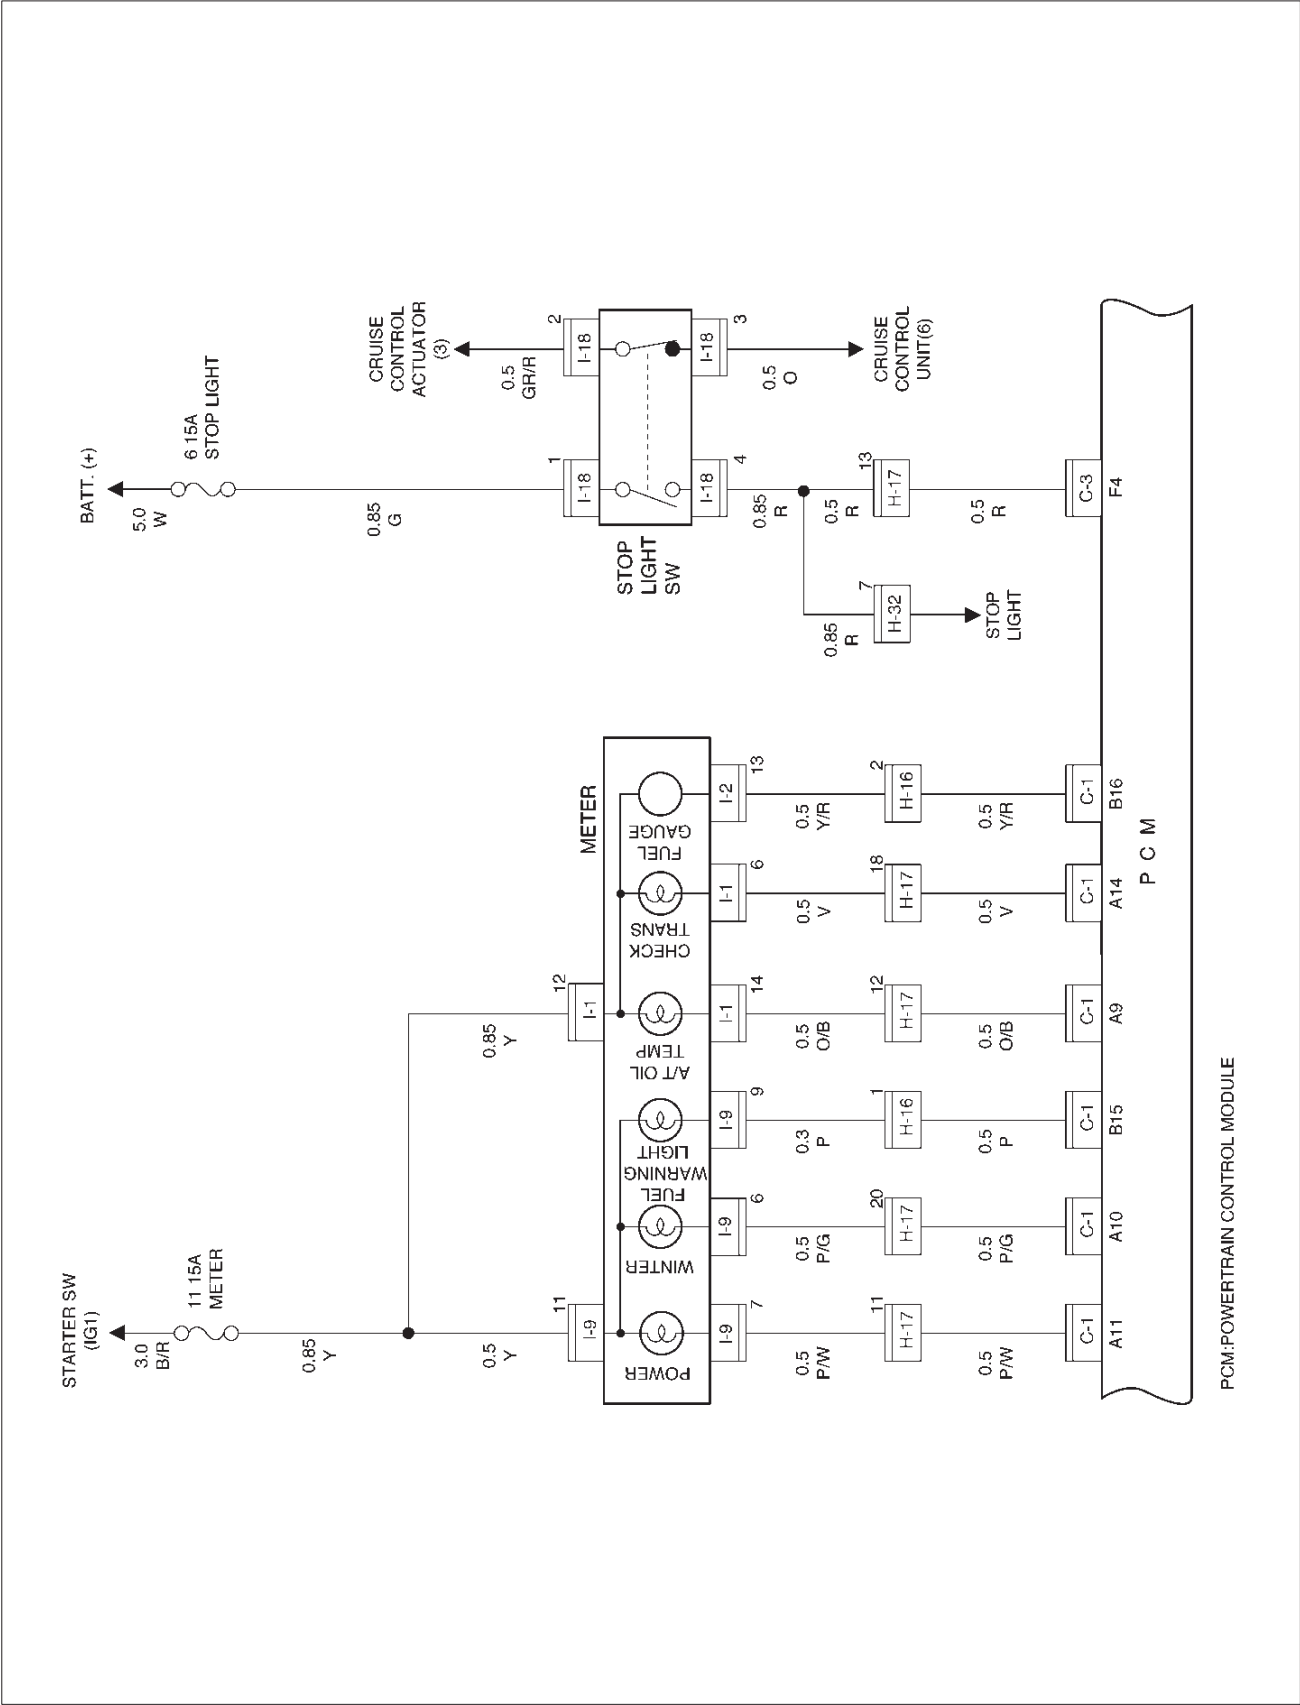 STARTER SW
(IG1)
3.0
B/R
11 15A
METER
0.85
Y
0.5
Y
0.85
Y
BATT. (+)
5.0
W
6 15A
STOP LIGHT
0.85
G
CRUISE
CONTROL
ACTUATOR
(3)
0.5
GR/R
11
I-9
12
I-1
METER
POWER
WINTER
FUEL
WARNING
LIGHT
A/T OIL
TEMP
CHECK
TRANS
FUEL
GAUGE
1
I-18
2
I-18
STOP
LIGHT
SW
I-9
7
I-9
6
I-9
9
I-1
14
I-1
6
I-2
13
I-18
4
I-18
3
0.5
P/W
0.5
P/G
0.3
P
0.5
O/B
0.5
V
0.5
Y/R
0.85
R
0.5
O
0.85
R
0.5
R
11
H-17
20
H-17
1
H-16
12
H-17
18
H-17
2
H-16
7
H-32
13
H-17
CRUISE
CONTROL
UNIT(6)
0.5
P/W
0.5
P/G
0.5
P
0.5
O/B
0.5
V
0.5
Y/R
STOP
LIGHT
0.5
R
C-1
C-1
C-1
C-1
C-1
C-1
C-3
A11
A10
B15
A9
A14
B16
F4
P C M
PCM:POWERTRAIN CONTROL MODULE